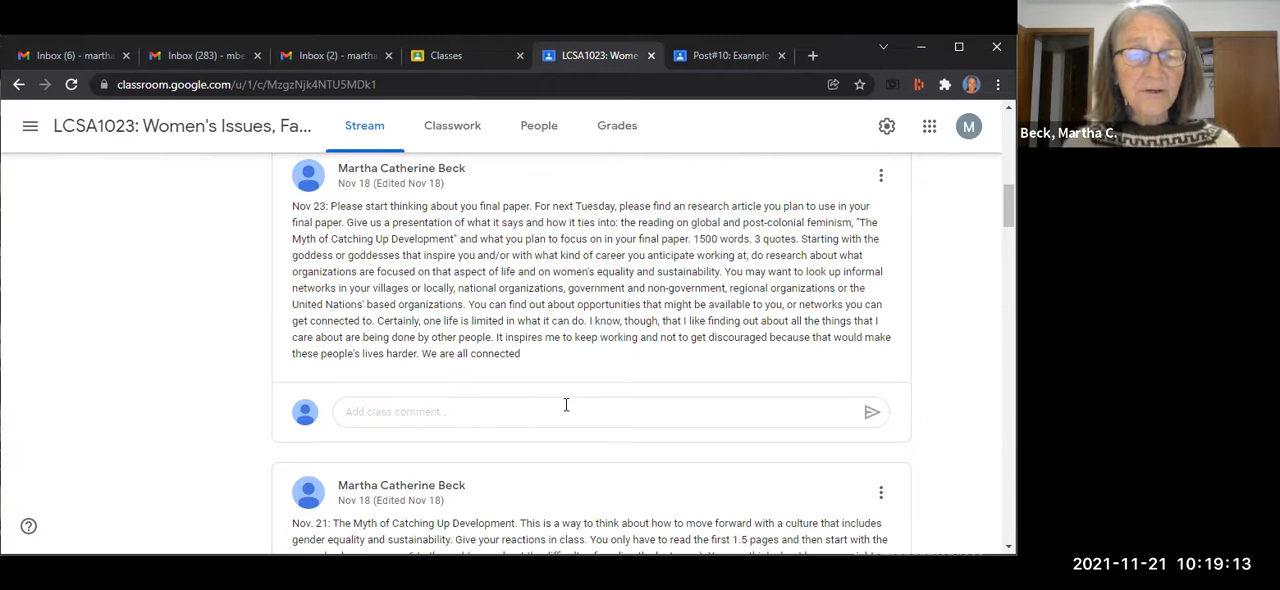 Inbox (6) - martha
Inbox (283) - mbe
Inbox (2) - martha
Classes
LCSA1023: Wome
Post#10: Example
classroom.google.com/u/1/c/MzgzNjk4NTU5MDk1
LCSA1023: Women's Issues, Fa...
Stream
Classwork
People
Grades
M
Beck, Martha C.
Martha Catherine Beck
Nov 18 (Edited Nov 18)
Nov 23: Please start thinking about you final paper. For next Tuesday, please find an research article you plan to use in your
final paper. Give us a presentation of what it says and how it ties into: the reading on global and post-colonial feminism, "The
Myth of Catching Up Development" and what you plan to focus on in your final paper. 1500 words. 3 quotes. Starting with the
goddess or goddesses that inspire you and/or with what kind of career you anticipate working at, do research about what
organizations are focused on that aspect of life and on women's equality and sustainability. You may want to look up informal
networks in your villages or locally, national organizations, government and non-government, regional organizations or the
United Nations' based organizations. You can find out about opportunities that might be available to you, or networks you can
get connected to. Certainly, one life is limited in what it can do. I know, though, that I like finding out about all the things that I
care about are being done by other people. It inspires me to keep working and not to get discouraged because that would make
these people's lives harder. We are all connected
Add class comment...
Martha Catherine Beck
Nov 18 (Edited Nov 18)
Nov. 21: The Myth of Catching Up Development. This is a way to think about how to move forward with a culture that includes
gender equality and sustainability. Give your reactions in class. You only have to read the first 1.5 pages and then start with the
2021-11-21 10:19:13